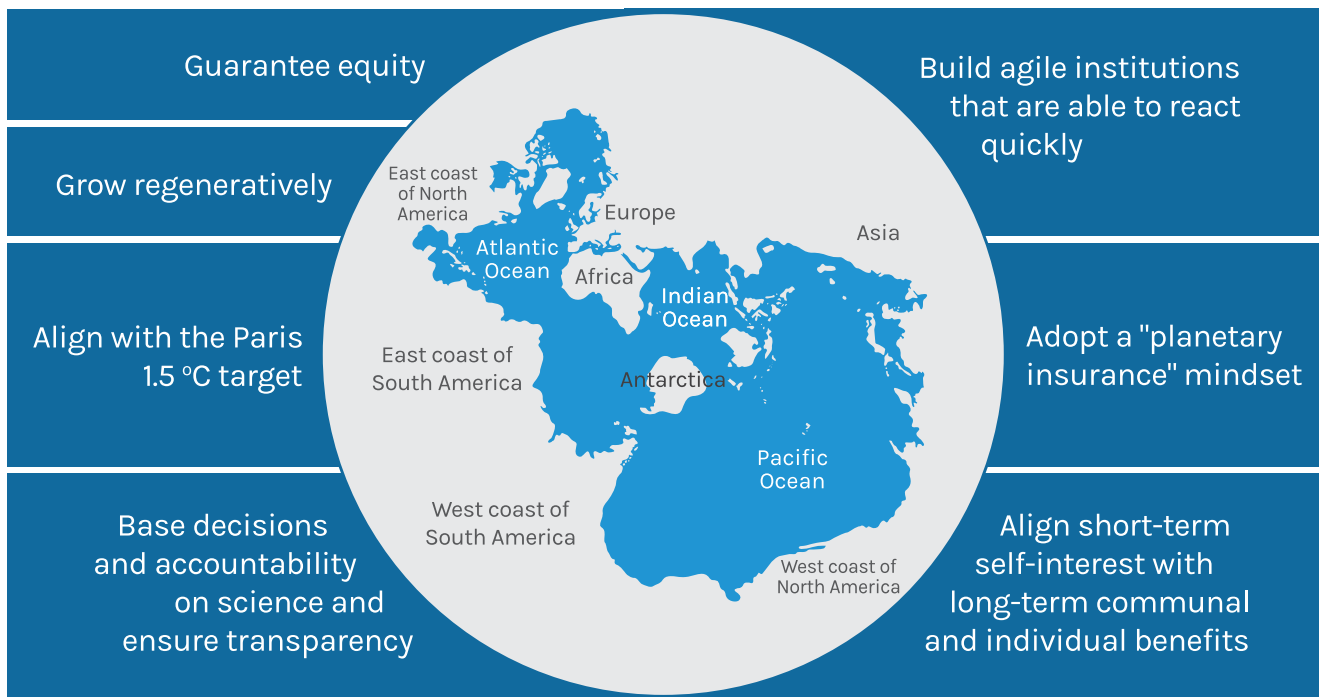 Guarantee equity
Grow regeneratively
Align with the Paris
1.5 ºC target
Base decisions
and accountability
on science and
ensure transparency
East coast
of North
America
Europe
Asia
Atlantic
Ocean
Africa
Indian
Ocean
East coast of
South America
Antarctica
Pacific
Ocean
West coast of
South America
West coast of
North America
Build agile institutions
that are able to react
quickly
Adopt a "planetary
insurance" mindset
Align short-term
self-interest with
long-term communal
and individual benefits